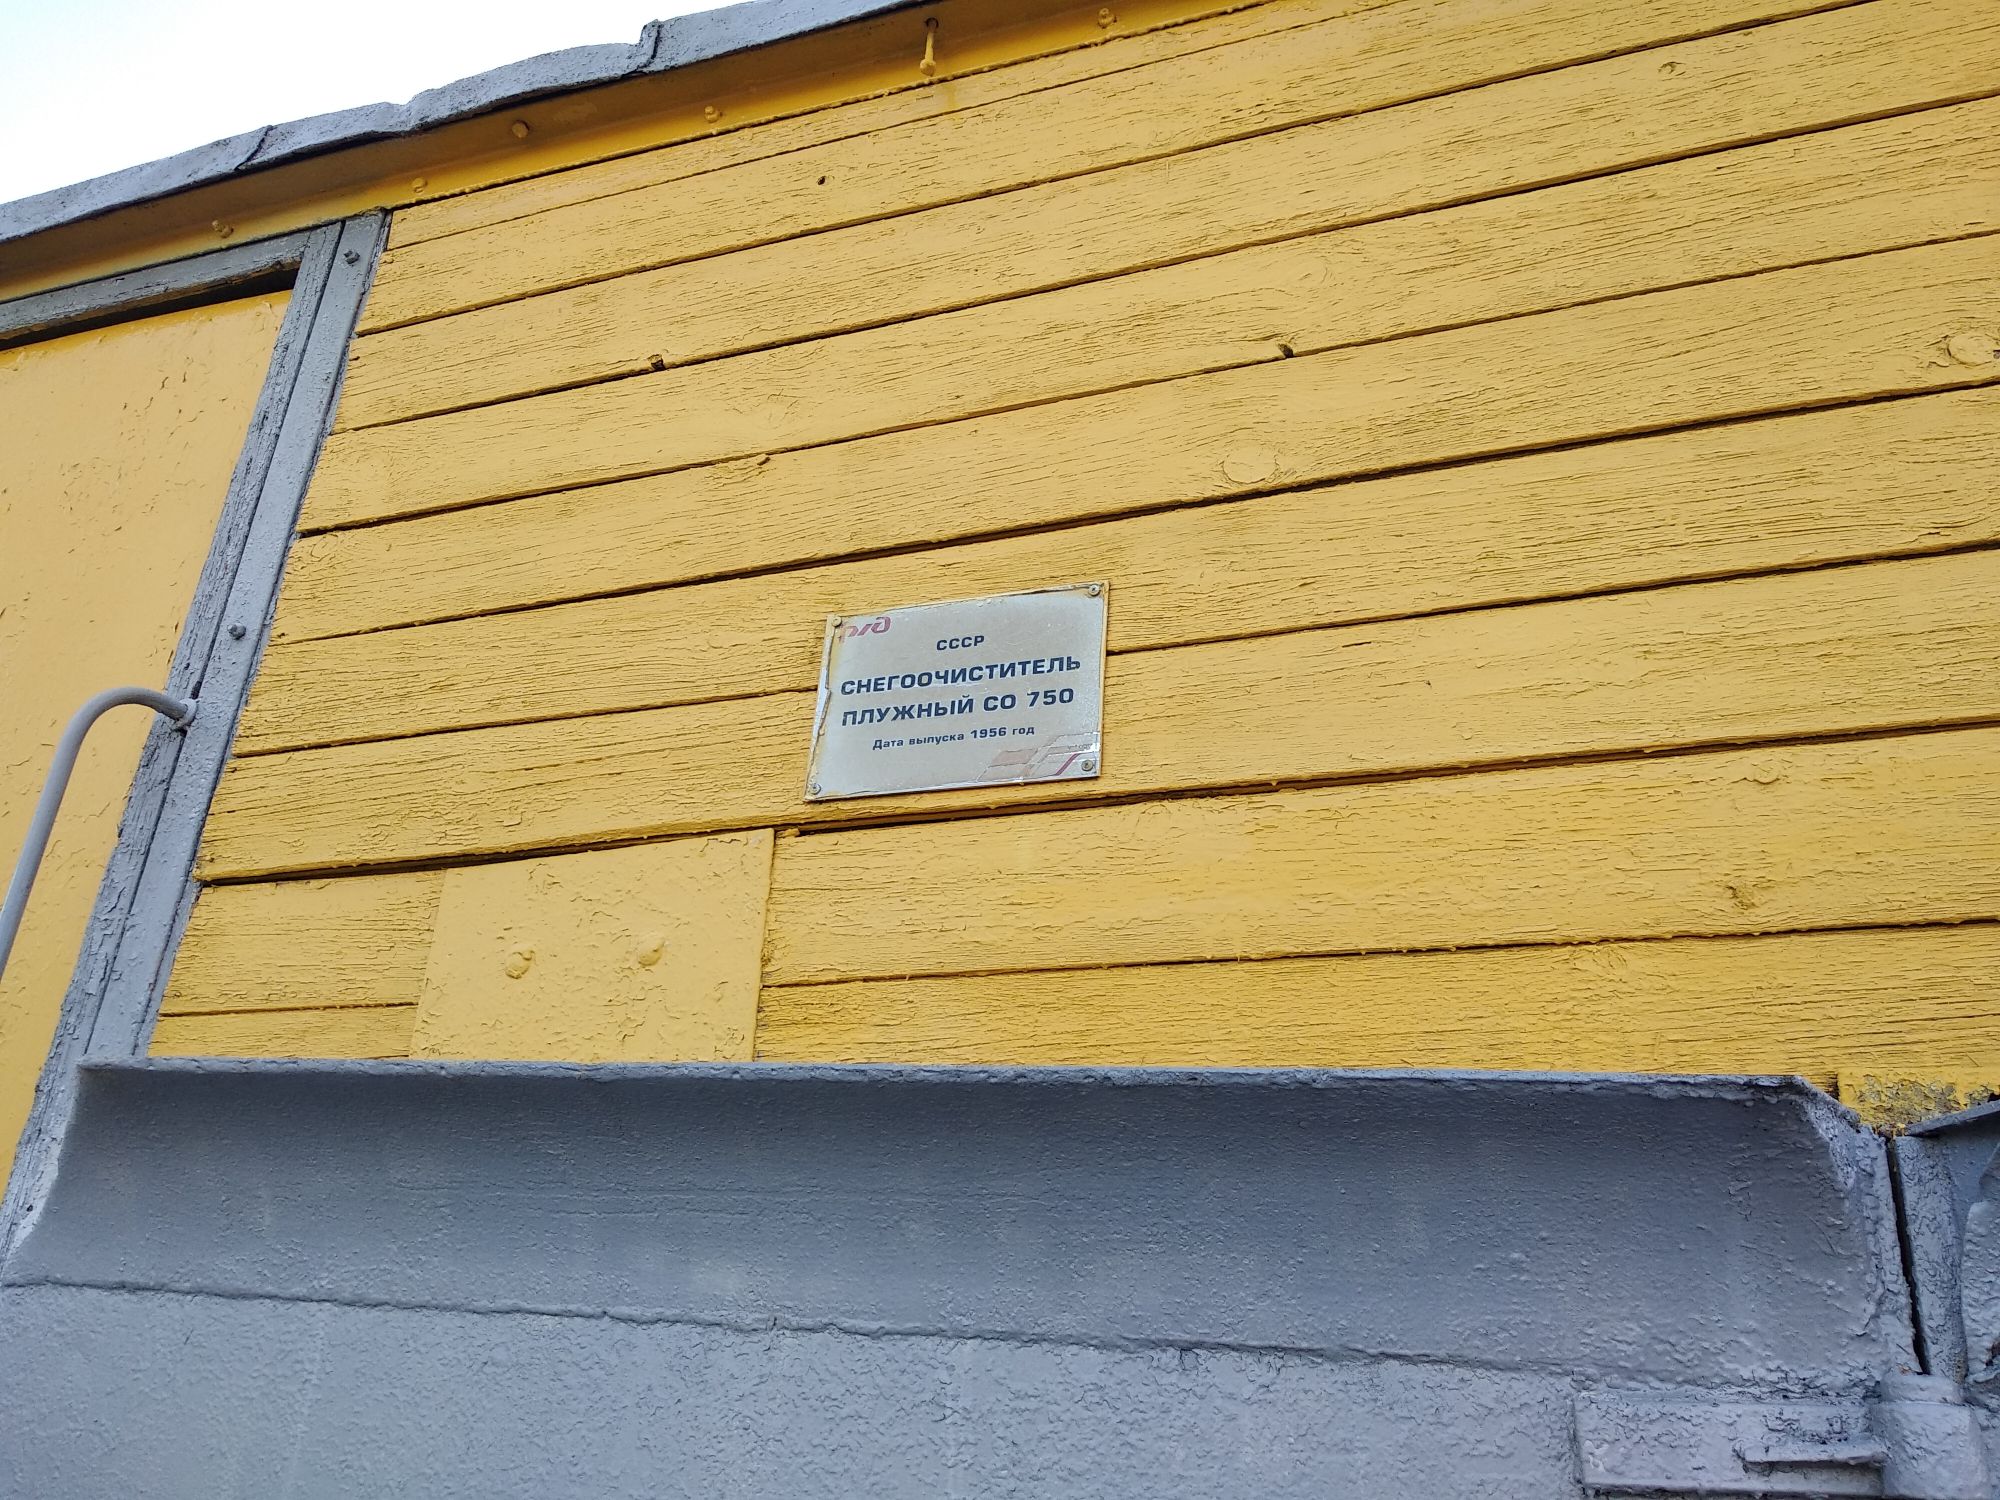 РЖД
СССР
СНЕГООЧИСТИТЕЛЬ
ПЛУЖНЫЙ СО 750
Дата выпуска 1956 год